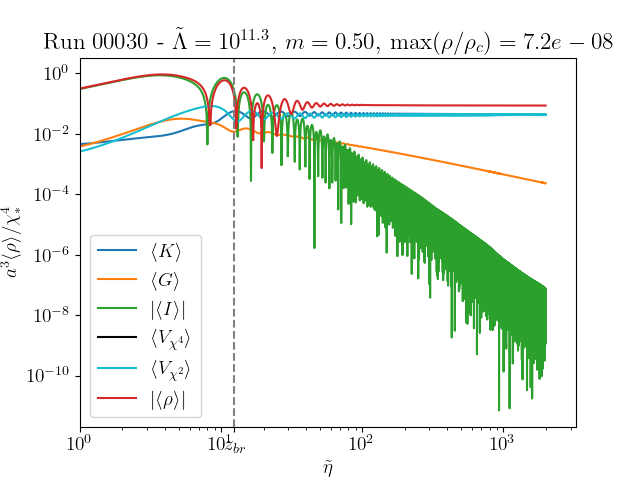 Run 00030 - Λ̃ = 10^11.3, m = 0.50, max(ρ/ρ_c) = 7.2e − 08
a³⟨ρ⟩/χ_*^4
10^0
10^−2
10^−4
10^−6
10^−8
10^−10
⟨K⟩
⟨G⟩
|⟨I⟩|
⟨V_χ^4⟩
⟨V_χ^2⟩
|⟨ρ⟩|
10^0
10^1
z_br
10^2
10^3
η̃